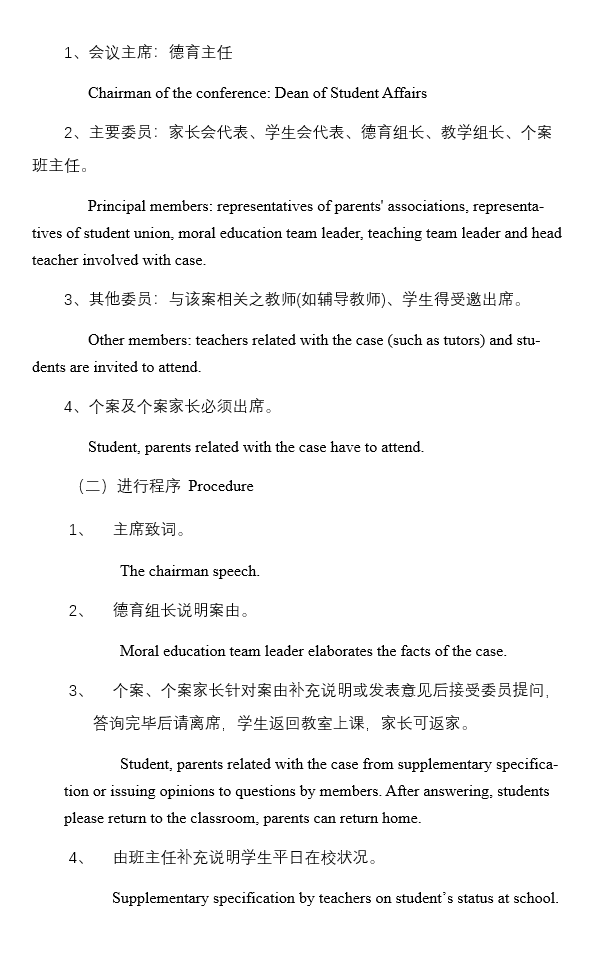 1、会议主席：德育主任
Chairman of the conference: Dean of Student Affairs
2、主要委员：家长会代表、学生会代表、德育组长、教学组长、个案
班主任。
Principal members: representatives of parents' associations, representa-
tives of student union, moral education team leader, teaching team leader and head
teacher involved with case.
3、其他委员：与该案相关之教师(如辅导教师)、学生得受邀出席。
Other members: teachers related with the case (such as tutors) and stu-
dents are invited to attend.
4、个案及个案家长必须出席。
Student, parents related with the case have to attend.
（二）进行程序 Procedure
1、 主席致词。
The chairman speech.
2、 德育组长说明案由。
Moral education team leader elaborates the facts of the case.
3、 个案、个案家长针对案由补充说明或发表意见后接受委员提问，
答询完毕后请离席，学生返回教室上课，家长可返家。
Student, parents related with the case from supplementary specifica-
tion or issuing opinions to questions by members. After answering, students
please return to the classroom, parents can return home.
4、 由班主任补充说明学生平日在校状况。
Supplementary specification by teachers on student's status at school.